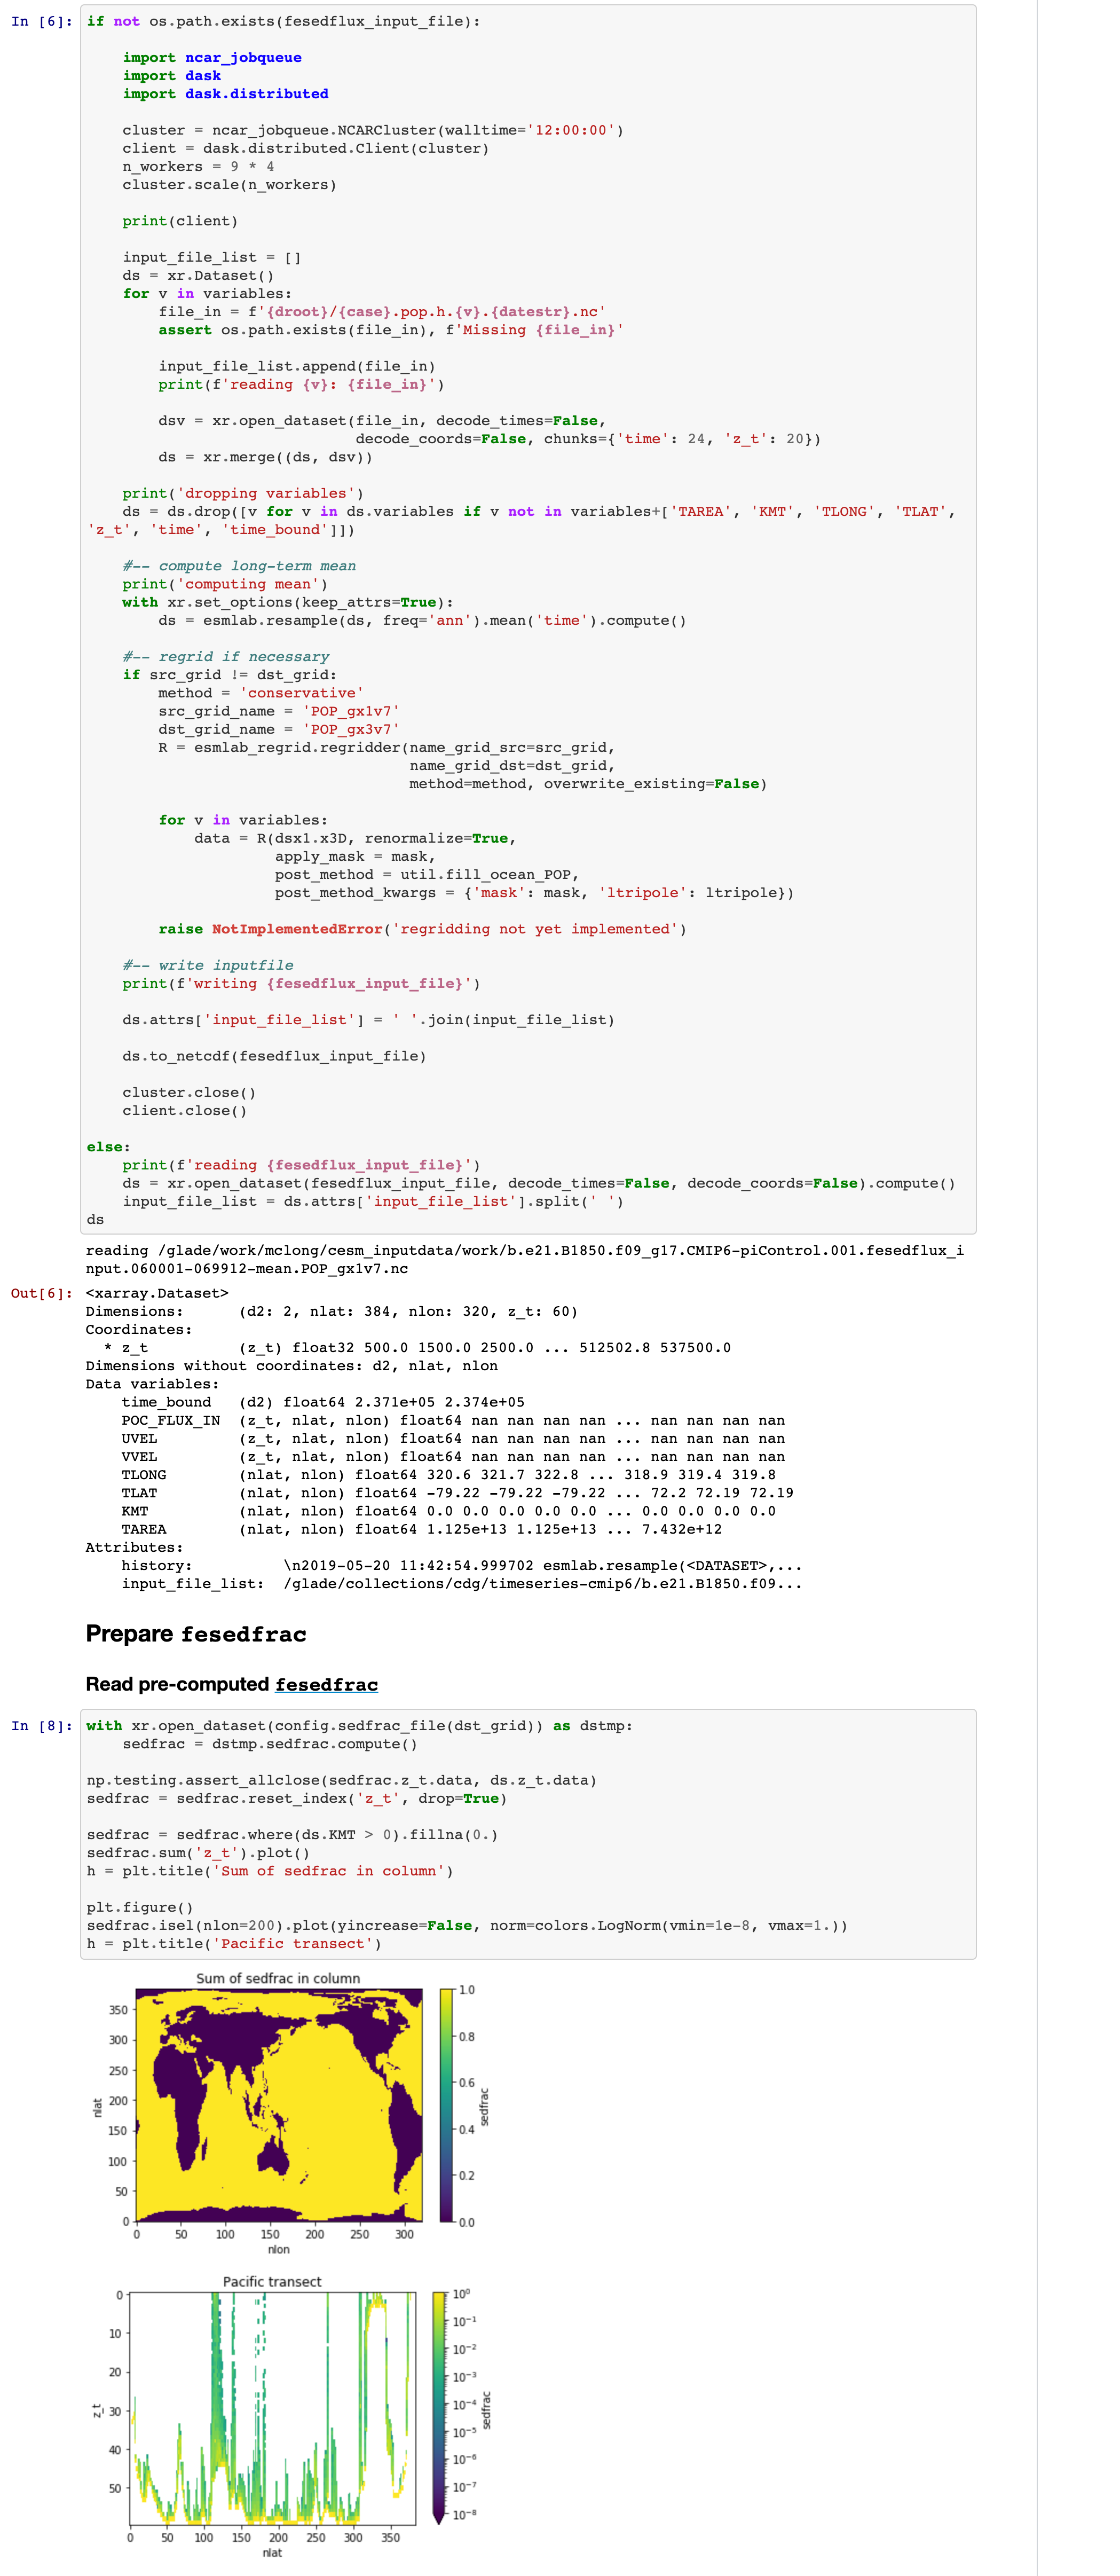 In [6]: if not os.path.exists(fesedflux_input_file):
import ncar_jobqueue
import dask
import dask.distributed
cluster = ncar_jobqueue.NCARCluster(walltime='12:00:00')
client = dask.distributed.Client(cluster)
n_workers = 9 * 4
cluster.scale(n_workers)
print(client)
input_file_list = []
ds = xr.Dataset()
for v in variables:
file_in = f'{droot}/{case}.pop.h.{v}.{datestr}.nc'
assert os.path.exists(file_in), f'Missing {file_in}'
input_file_list.append(file_in)
print(f'reading {v}: {file_in}')
dsv = xr.open_dataset(file_in, decode_times=False,
decode_coords=False, chunks={'time': 24, 'z_t': 20})
ds = xr.merge((ds, dsv))
print('dropping variables')
ds = ds.drop([v for v in ds.variables if v not in variables+['TAREA', 'KMT', 'TLONG', 'TLAT',
'z_t', 'time', 'time_bound']])
#-- compute long-term mean
print('computing mean')
with xr.set_options(keep_attrs=True):
ds = esmlab.resample(ds, freq='ann').mean('time').compute()
#-- regrid if necessary
if src_grid != dst_grid:
method = 'conservative'
src_grid_name = 'POP_gx1v7'
dst_grid_name = 'POP_gx3v7'
R = esmlab_regrid.regridder(name_grid_src=src_grid,
name_grid_dst=dst_grid,
method=method, overwrite_existing=False)
for v in variables:
data = R(dsx1.x3D, renormalize=True,
apply_mask = mask,
post_method = util.fill_ocean_POP,
post_method_kwargs = {'mask': mask, 'ltripole': ltripole})
raise NotImplementedError('regridding not yet implemented')
#-- write inputfile
print(f'writing {fesedflux_input_file}')
ds.attrs['input_file_list'] = ' '.join(input_file_list)
ds.to_netcdf(fesedflux_input_file)
cluster.close()
client.close()
else:
print(f'reading {fesedflux_input_file}')
ds = xr.open_dataset(fesedflux_input_file, decode_times=False, decode_coords=False).compute()
input_file_list = ds.attrs['input_file_list'].split(' ')
ds
reading /glade/work/mclong/cesm_inputdata/work/b.e21.B1850.f09_g17.CMIP6-piControl.001.fesedflux_i
nput.060001-069912-mean.POP_gx1v7.nc
Out[6]: <xarray.Dataset>
Dimensions: (d2: 2, nlat: 384, nlon: 320, z_t: 60)
Coordinates:
* z_t (z_t) float32 500.0 1500.0 2500.0 ... 512502.8 537500.0
Dimensions without coordinates: d2, nlat, nlon
Data variables:
time_bound (d2) float64 2.371e+05 2.374e+05
POC_FLUX_IN (z_t, nlat, nlon) float64 nan nan nan nan ... nan nan nan nan
UVEL (z_t, nlat, nlon) float64 nan nan nan nan ... nan nan nan nan
VVEL (z_t, nlat, nlon) float64 nan nan nan nan ... nan nan nan nan
TLONG (nlat, nlon) float64 320.6 321.7 322.8 ... 318.9 319.4 319.8
TLAT (nlat, nlon) float64 -79.22 -79.22 -79.22 ... 72.2 72.19 72.19
KMT (nlat, nlon) float64 0.0 0.0 0.0 0.0 0.0 ... 0.0 0.0 0.0 0.0 0.0
TAREA (nlat, nlon) float64 1.125e+13 1.125e+13 ... 7.432e+12
Attributes:
history: \n2019-05-20 11:42:54.999702 esmlab.resample(<DATASET>,...
input_file_list: /glade/collections/cdg/timeseries-cmip6/b.e21.B1850.f09...
Prepare fesedfrac
Read pre-computed fesedfrac
In [8]: with xr.open_dataset(config.sedfrac_file(dst_grid)) as dstmp:
sedfrac = dstmp.sedfrac.compute()
np.testing.assert_allclose(sedfrac.z_t.data, ds.z_t.data)
sedfrac = sedfrac.reset_index('z_t', drop=True)
sedfrac = sedfrac.where(ds.KMT > 0).fillna(0.)
sedfrac.sum('z_t').plot()
h = plt.title('Sum of sedfrac in column')
plt.figure()
sedfrac.isel(nlon=200).plot(yincrease=False, norm=colors.LogNorm(vmin=1e-8, vmax=1.))
h = plt.title('Pacific transect')
Sum of sedfrac in column
350
300
250
200
150
100
50
0
nlat
0 50 100 150 200 250 300
nlon
1.0
0.8
0.6
0.4
0.2
0.0
sedfrac
Pacific transect
0
10
20
30
40
50
z_t
0 50 100 150 200 250 300 350
nlat
10⁰
10⁻¹
10⁻²
10⁻³
10⁻⁴
10⁻⁵
10⁻⁶
10⁻⁷
10⁻⁸
sedfrac